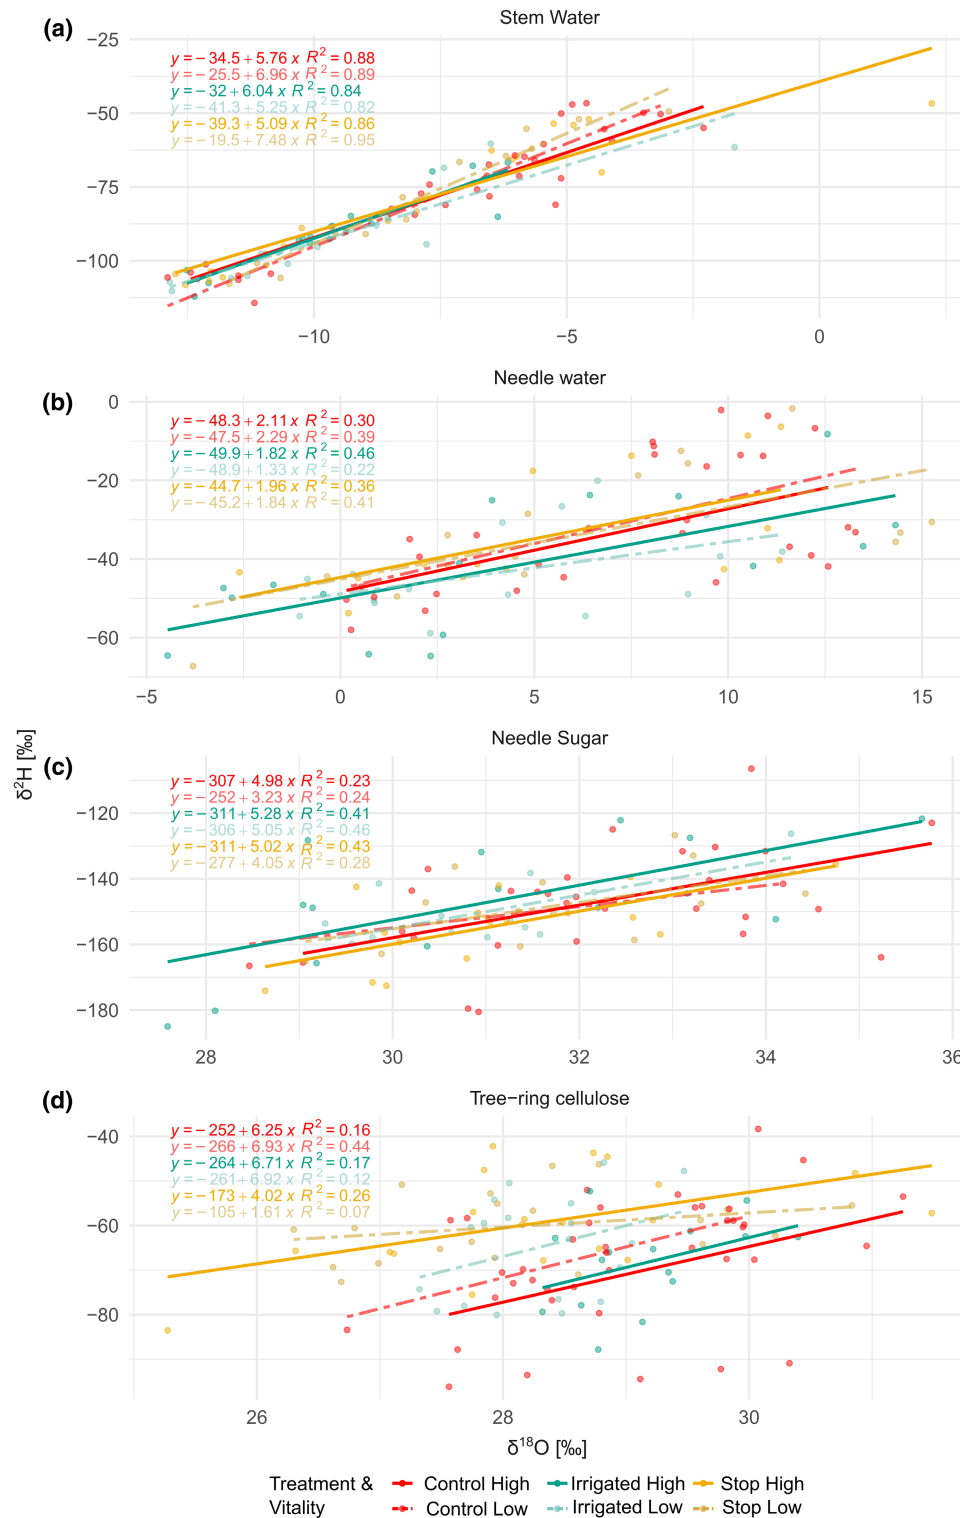 (a)
Stem Water
y = − 34.5 + 5.76 x R² = 0.88
y = − 25.5 + 6.96 x R² = 0.89
y = − 32 + 6.04 x R² = 0.84
y = − 41.3 + 5.25 x R² = 0.82
y = − 39.3 + 5.09 x R² = 0.86
y = − 19.5 + 7.48 x R² = 0.95
−25
−50
−75
−100
−10 −5 0
(b)
Needle water
y = − 48.3 + 2.11 x R² = 0.30
y = − 47.5 + 2.29 x R² = 0.39
y = − 49.9 + 1.82 x R² = 0.46
y = − 48.9 + 1.33 x R² = 0.22
y = − 44.7 + 1.96 x R² = 0.36
y = − 45.2 + 1.84 x R² = 0.41
0
−20
−40
−60
−5 0 5 10 15
δ²H [‰]
(c)
Needle Sugar
y = − 307 + 4.98 x R² = 0.23
y = − 252 + 3.23 x R² = 0.24
y = − 311 + 5.28 x R² = 0.41
y = − 306 + 5.05 x R² = 0.46
y = − 311 + 5.02 x R² = 0.43
y = − 277 + 4.05 x R² = 0.28
−120
−140
−160
−180
28 30 32 34 36
(d)
Tree−ring cellulose
y = − 252 + 6.25 x R² = 0.16
y = − 266 + 6.93 x R² = 0.44
y = − 264 + 6.71 x R² = 0.17
y = − 261 + 6.92 x R² = 0.12
y = − 173 + 4.02 x R² = 0.26
y = − 105 + 1.61 x R² = 0.07
−40
−60
−80
26 28 30
δ¹⁸O [‰]
Treatment &
Vitality
Control High Irrigated High Stop High
Control Low Irrigated Low Stop Low